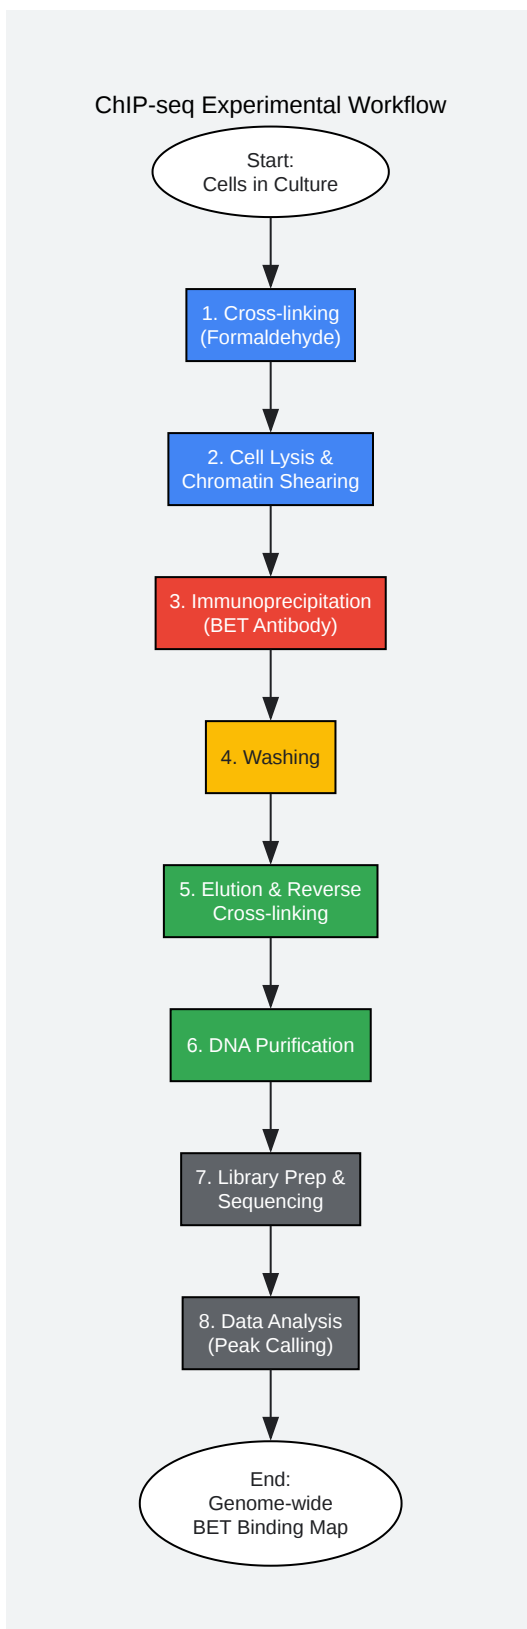 ChIP-seq Experimental Workflow
Start:
Cells in Culture
1. Cross-linking
(Formaldehyde)
2. Cell Lysis &
Chromatin Shearing
3. Immunoprecipitation
(BET Antibody)
4. Washing
5. Elution & Reverse
Cross-linking
6. DNA Purification
7. Library Prep &
Sequencing
8. Data Analysis
(Peak Calling)
End:
Genome-wide
BET Binding Map